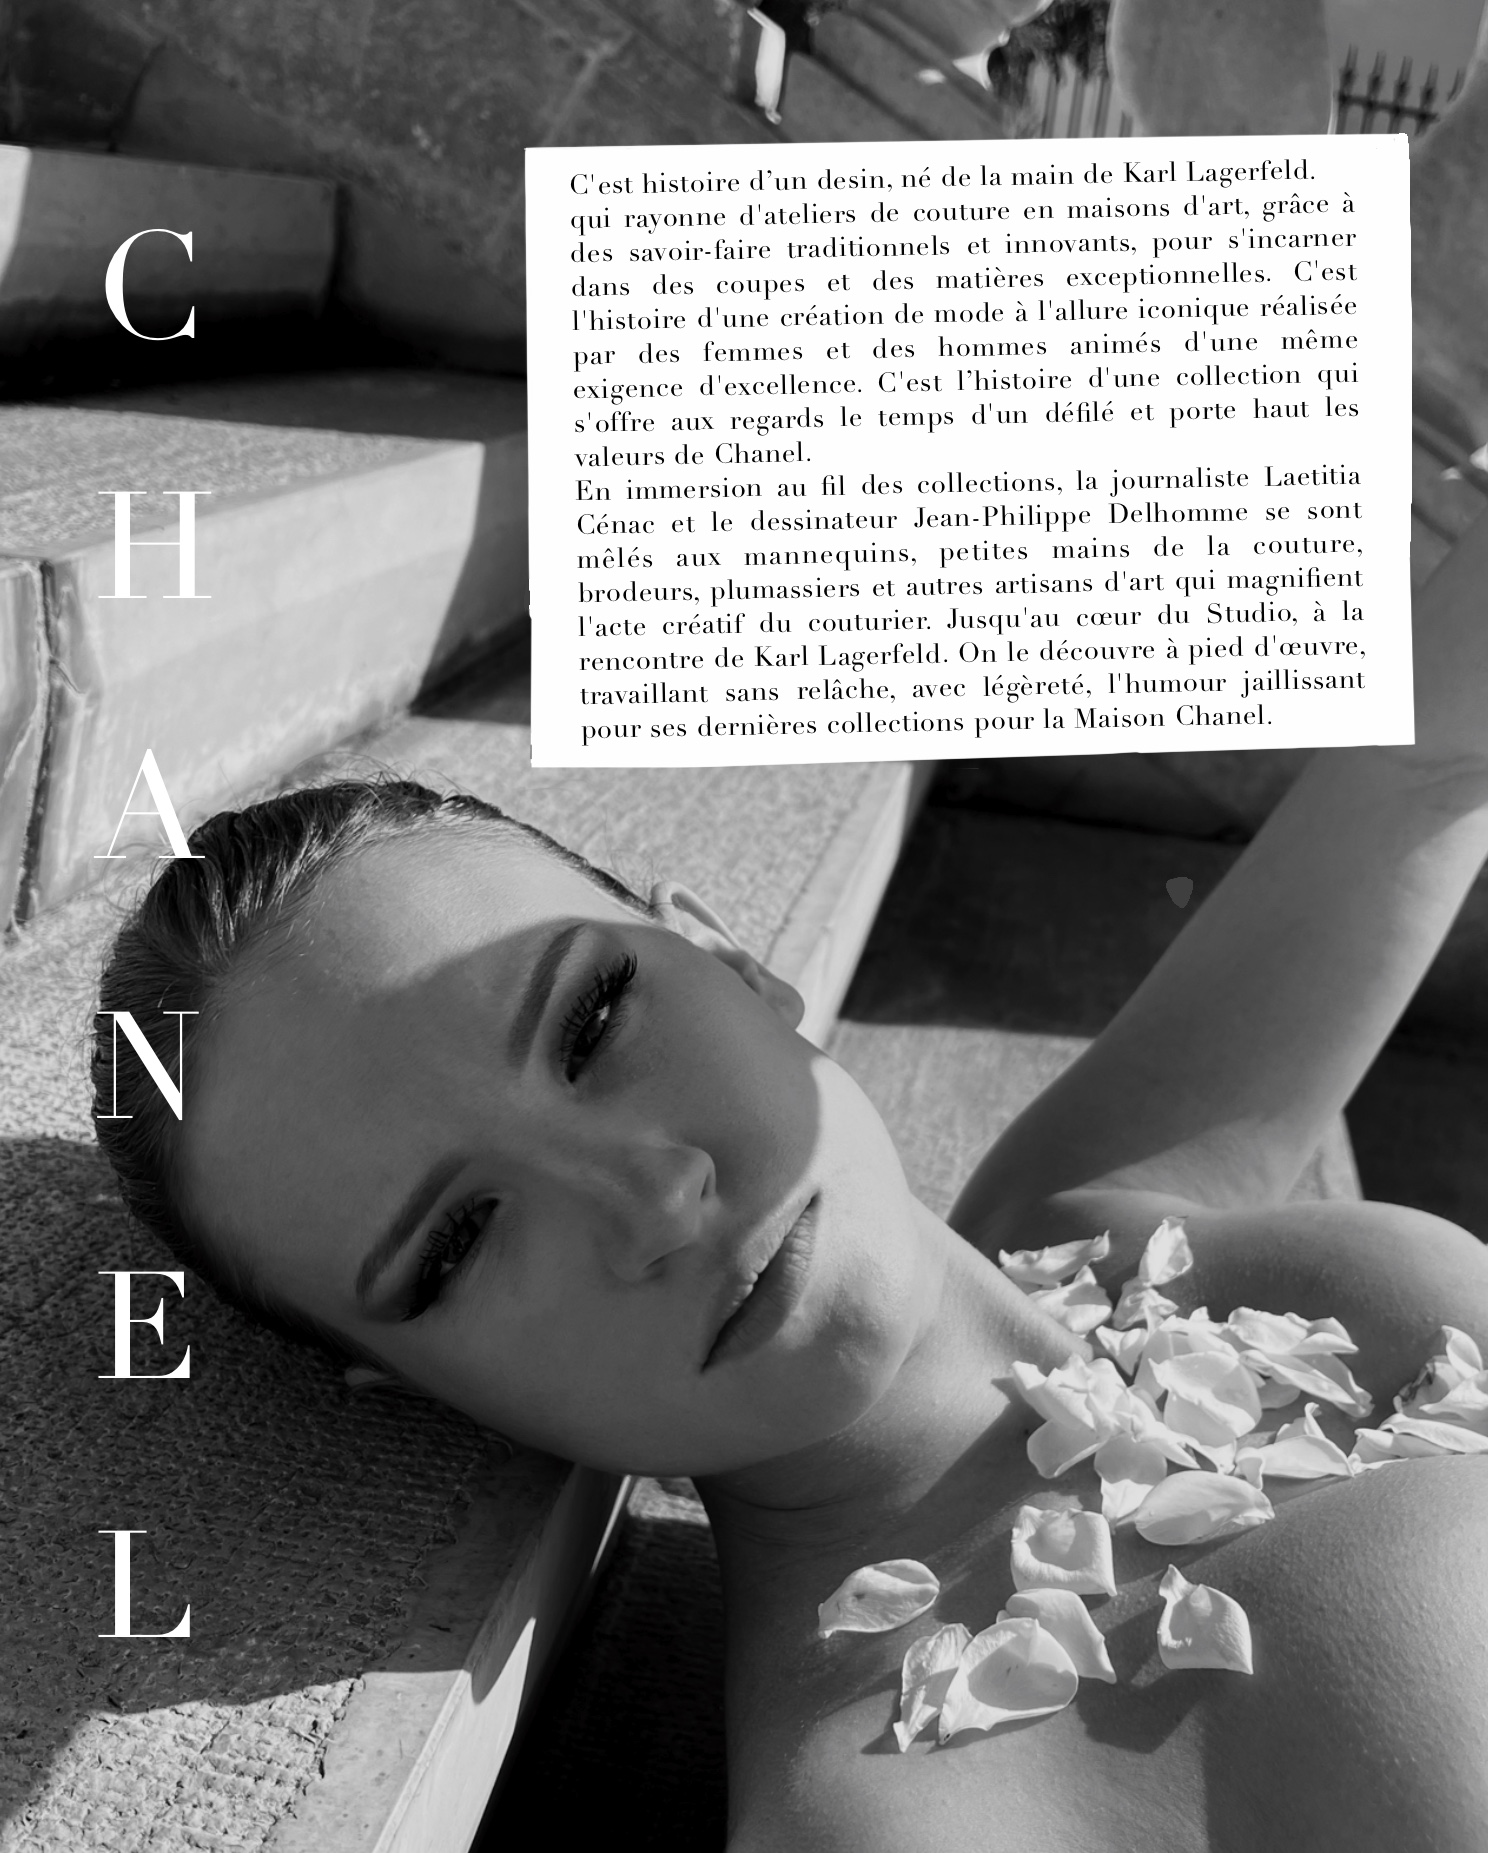 CHANEL
C'est histoire d’un desin, né de la main de Karl Lagerfeld.
qui rayonne d'ateliers de couture en maisons d'art, grâce à
des savoir-faire traditionnels et innovants, pour s'incarner
dans des coupes et des matières exceptionnelles. C'est
l'histoire d'une création de mode à l'allure iconique réalisée
par des femmes et des hommes animés d'une même
exigence d'excellence. C'est l’histoire d'une collection qui
s'offre aux regards le temps d'un défilé et porte haut les
valeurs de Chanel.
En immersion au fil des collections, la journaliste Laetitia
Cénac et le dessinateur Jean-Philippe Delhomme se sont
mêlés aux mannequins, petites mains de la couture,
brodeurs, plumassiers et autres artisans d'art qui magnifient
l'acte créatif du couturier. Jusqu'au cœur du Studio, à la
rencontre de Karl Lagerfeld. On le découvre à pied d'œuvre,
travaillant sans relâche, avec légèreté, l'humour jaillissant
pour ses dernières collections pour la Maison Chanel.